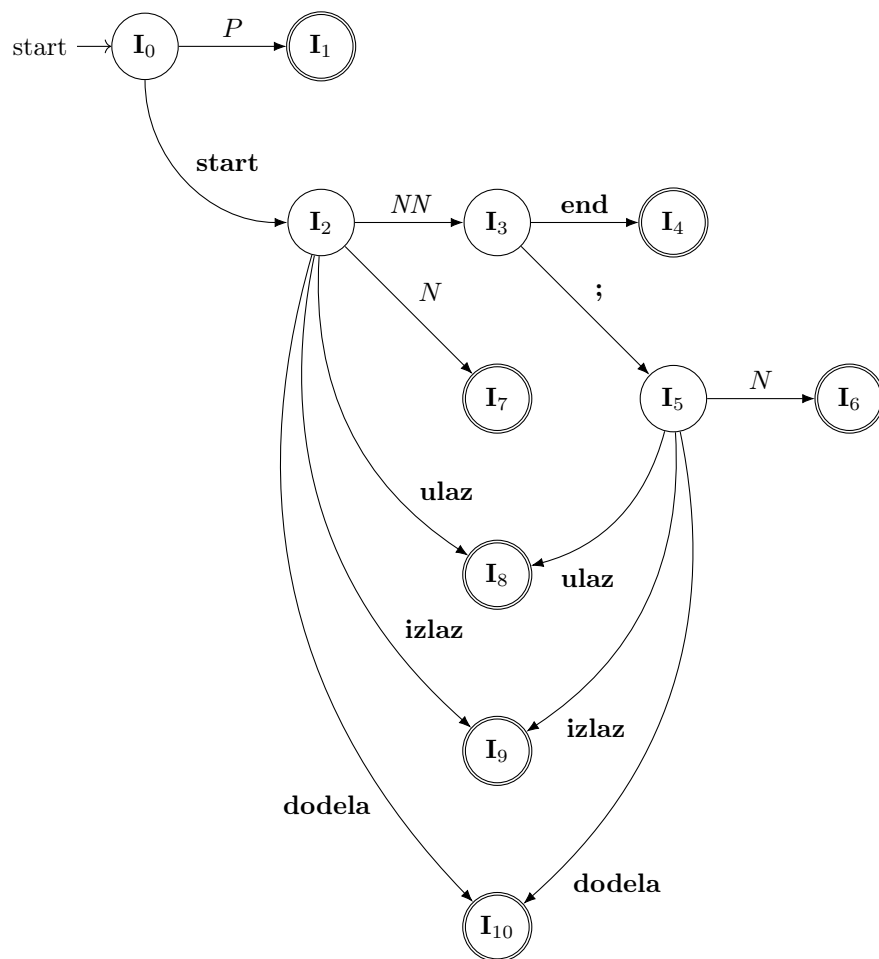 start I₀ P I₁
start
I₂ NN I₃ end I₄
N ;
I₇ I₅ N I₆
ulaz
I₈ ulaz
izlaz
I₉ izlaz
dodela
dodela
I₁₀